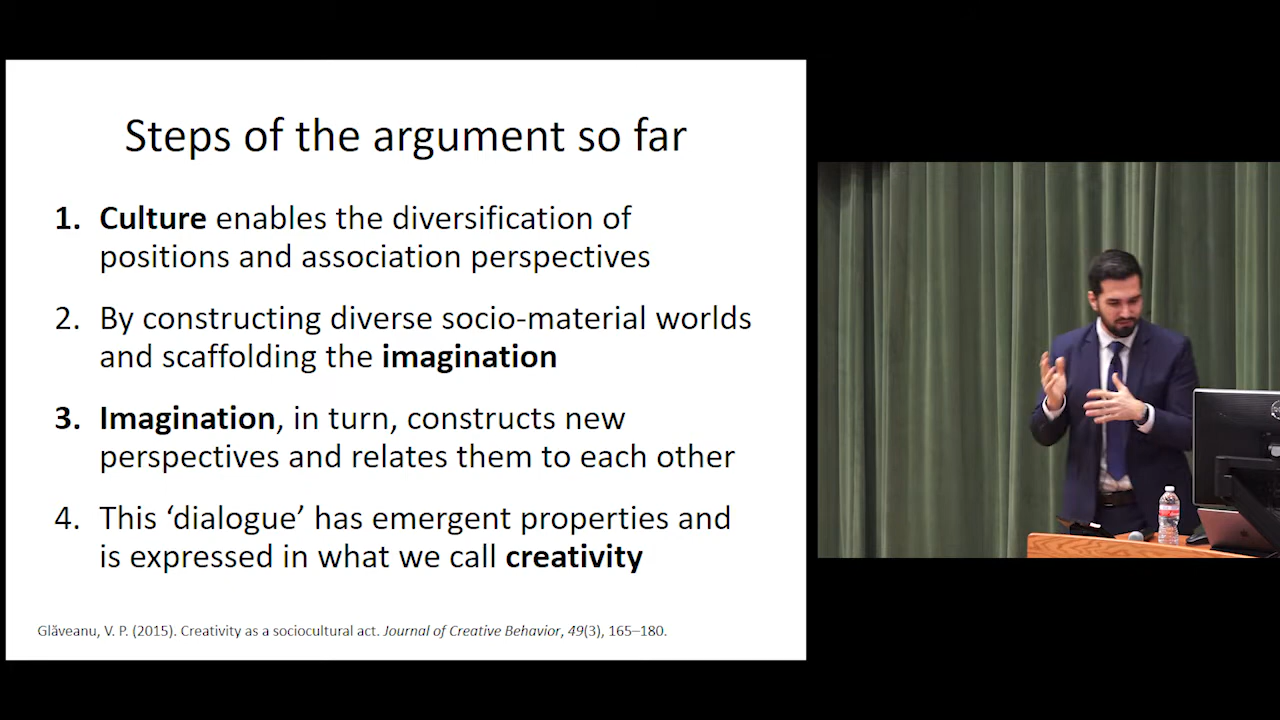 Steps of the argument so far
1. Culture enables the diversification of
positions and association perspectives
2. By constructing diverse socio-material worlds
and scaffolding the imagination
3. Imagination, in turn, constructs new
perspectives and relates them to each other
4. This ‘dialogue’ has emergent properties and
is expressed in what we call creativity
Glăveanu, V. P. (2015). Creativity as a sociocultural act. Journal of Creative Behavior, 49(3), 165–180.